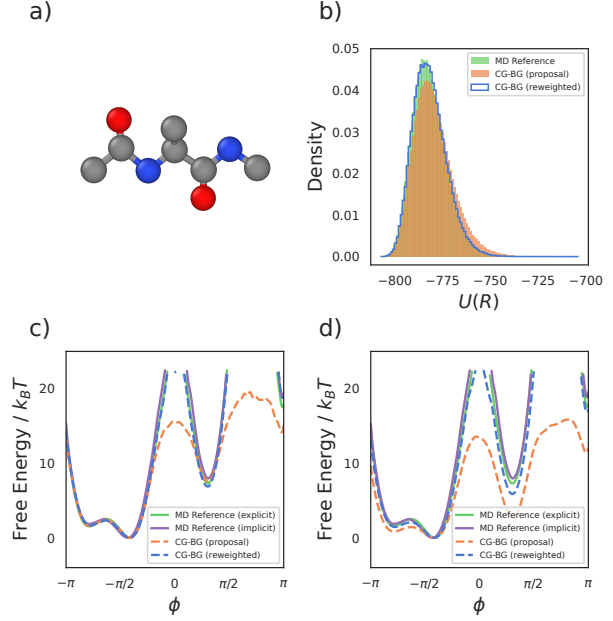 a)
b)
0.05
0.04
0.03
0.02
0.01
0.00
Density
MD Reference
CG-BG (proposal)
CG-BG (reweighted)
−800
−775
−750
−725
−700
U(R)
c)
20
10
0
Free Energy / k_BT
MD Reference (explicit)
MD Reference (implicit)
CG-BG (proposal)
CG-BG (reweighted)
−π
−π/2
0
π/2
π
ϕ
d)
20
10
0
Free Energy / k_BT
MD Reference (explicit)
MD Reference (implicit)
CG-BG (proposal)
CG-BG (reweighted)
−π
−π/2
0
π/2
π
ϕ